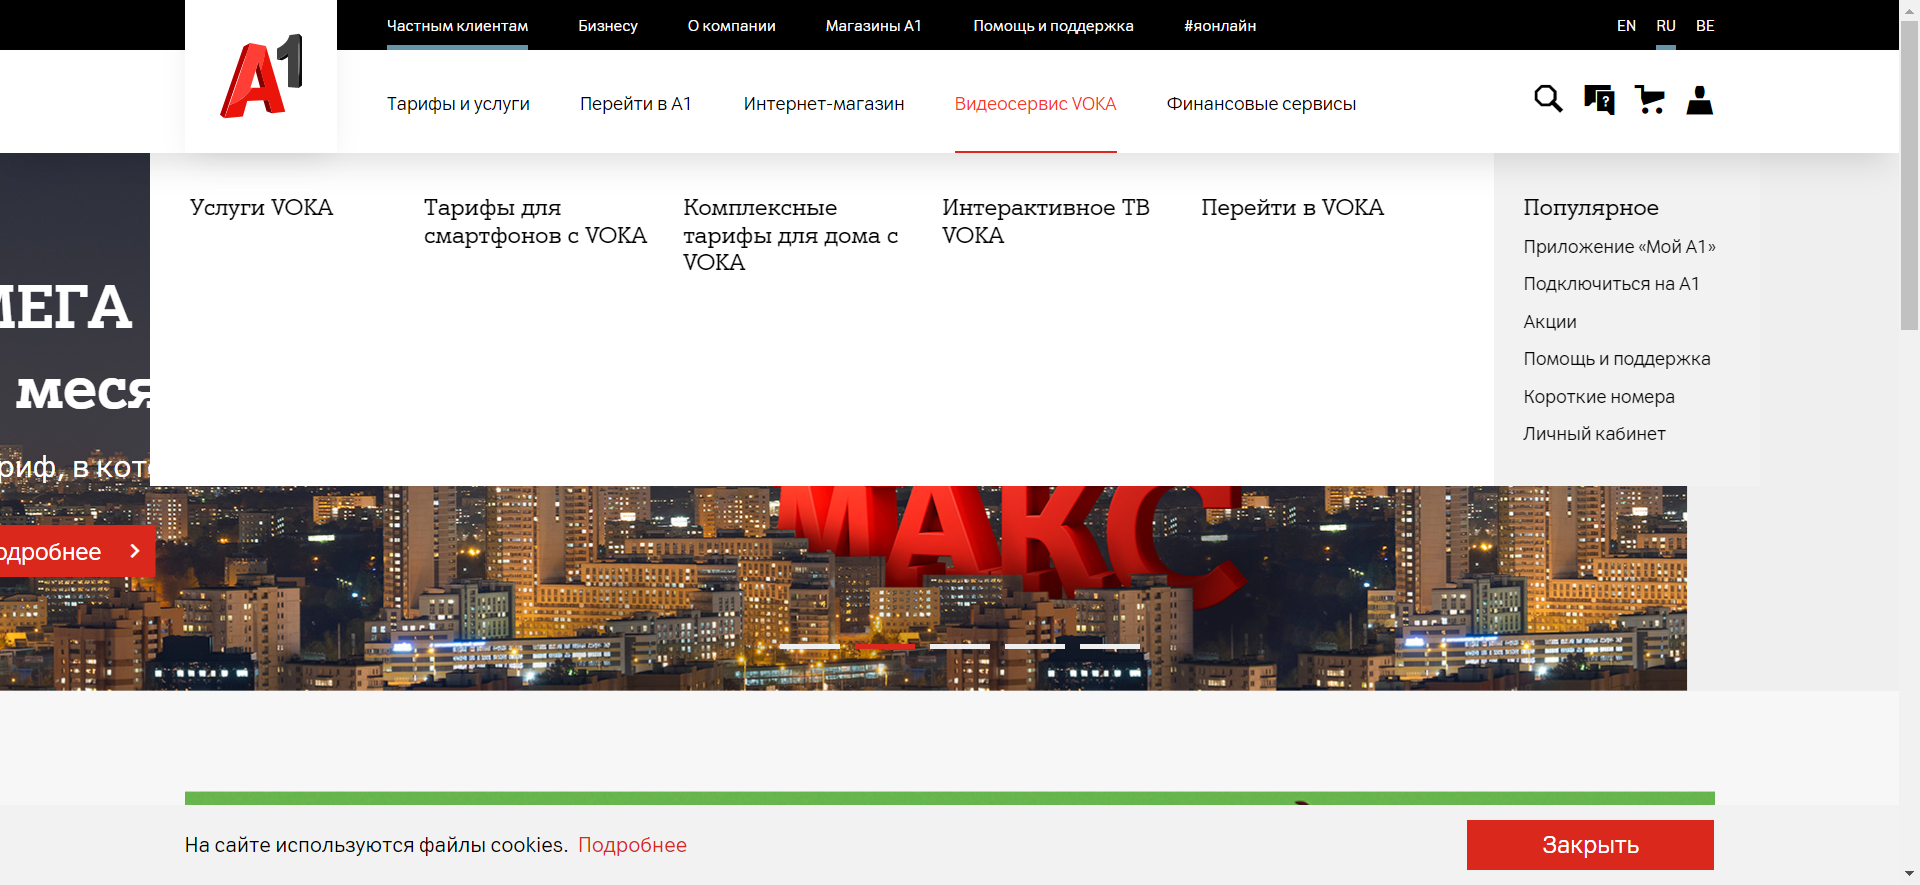 Частным клиентам
Бизнесу
О компании
Магазины А1
Помощь и поддержка
#яонлайн
EN
RU
BE
A1
Тарифы и услуги
Перейти в А1
Интернет-магазин
Видеосервис VOKA
Финансовые сервисы
?
Услуги VOKA
Тарифы для
смартфонов с VOKA
Комплексные
тарифы для дома с
VOKA
Интерактивное ТВ
VOKA
Перейти в VOKA
Популярное
Приложение «Мой А1»
Подключиться на А1
Акции
Помощь и поддержка
Короткие номера
Личный кабинет
МЕГА
меся
риф, в кот
одробнее
МАКС
На сайте используются файлы cookies. Подробнее
Закрыть